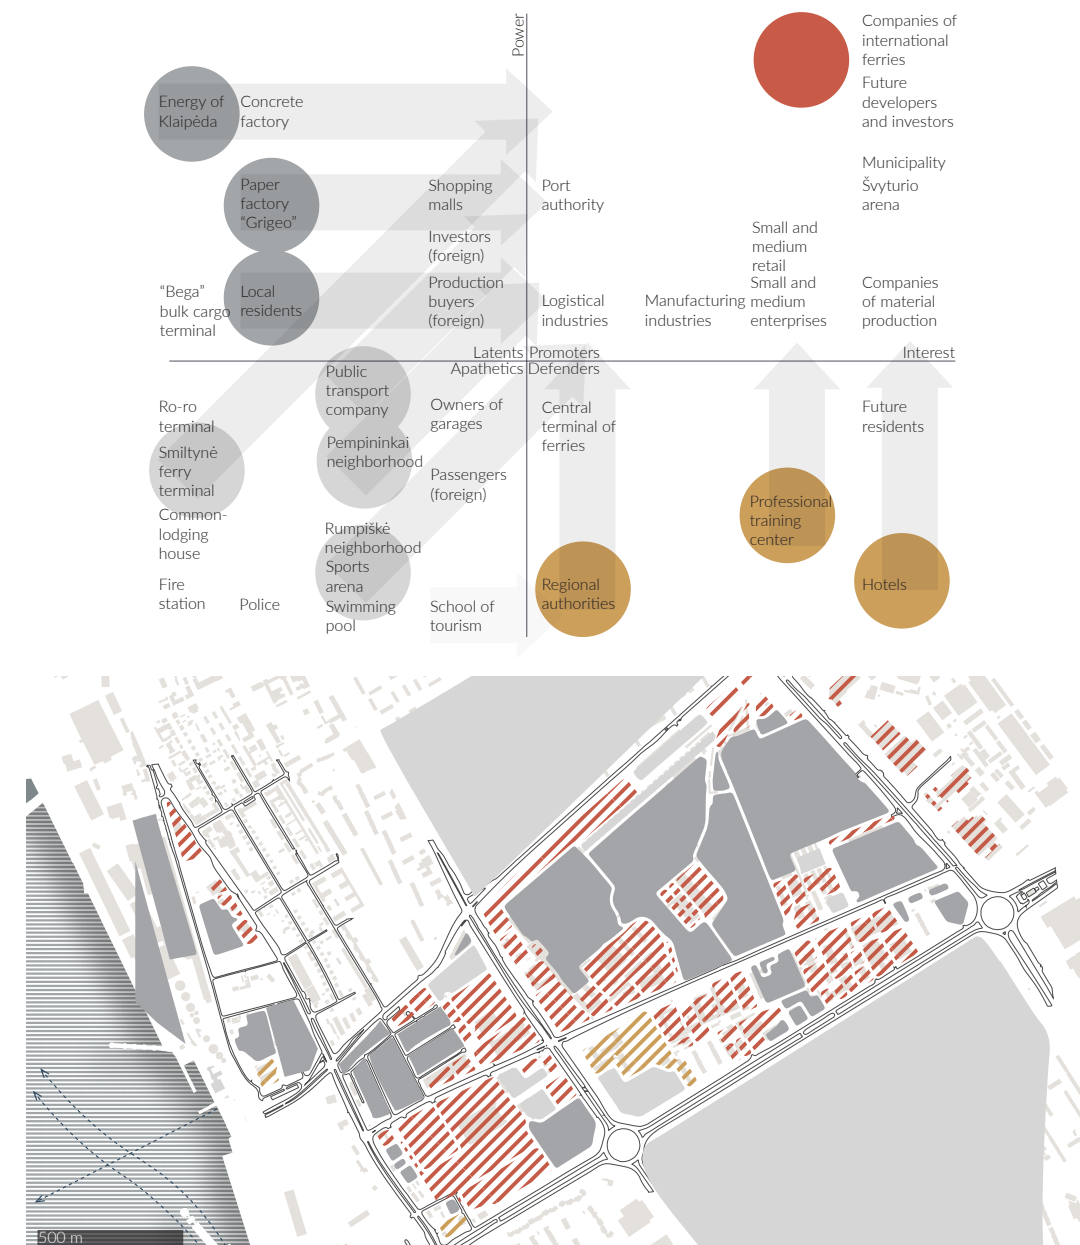 Power
Companies of
international
ferries
Future
developers
and investors
Energy of
Klaipėda
Concrete
factory
Municipality
Švyturio
arena
Paper
factory
“Grigeo”
Shopping
malls
Port
authority
Small and
medium
retail
Investors
(foreign)
“Bega”
bulk cargo
terminal
Local
residents
Production
buyers
(foreign)
Logistical
industries
Manufacturing
industries
Small and
medium
enterprises
Companies
of material
production
Latents
Promoters
Interest
Apathetics
Defenders
Public
transport
company
Ro-ro
terminal
Owners of
garages
Central
terminal of
ferries
Future
residents
Smiltynė
ferry
terminal
Pempininkai
neighborhood
Passengers
(foreign)
Professional
training
center
Common-
lodging
house
Rumpiškė
neighborhood
Sports
arena
Fire
station
Police
Swimming
pool
School of
tourism
Regional
authorities
Hotels
500 m